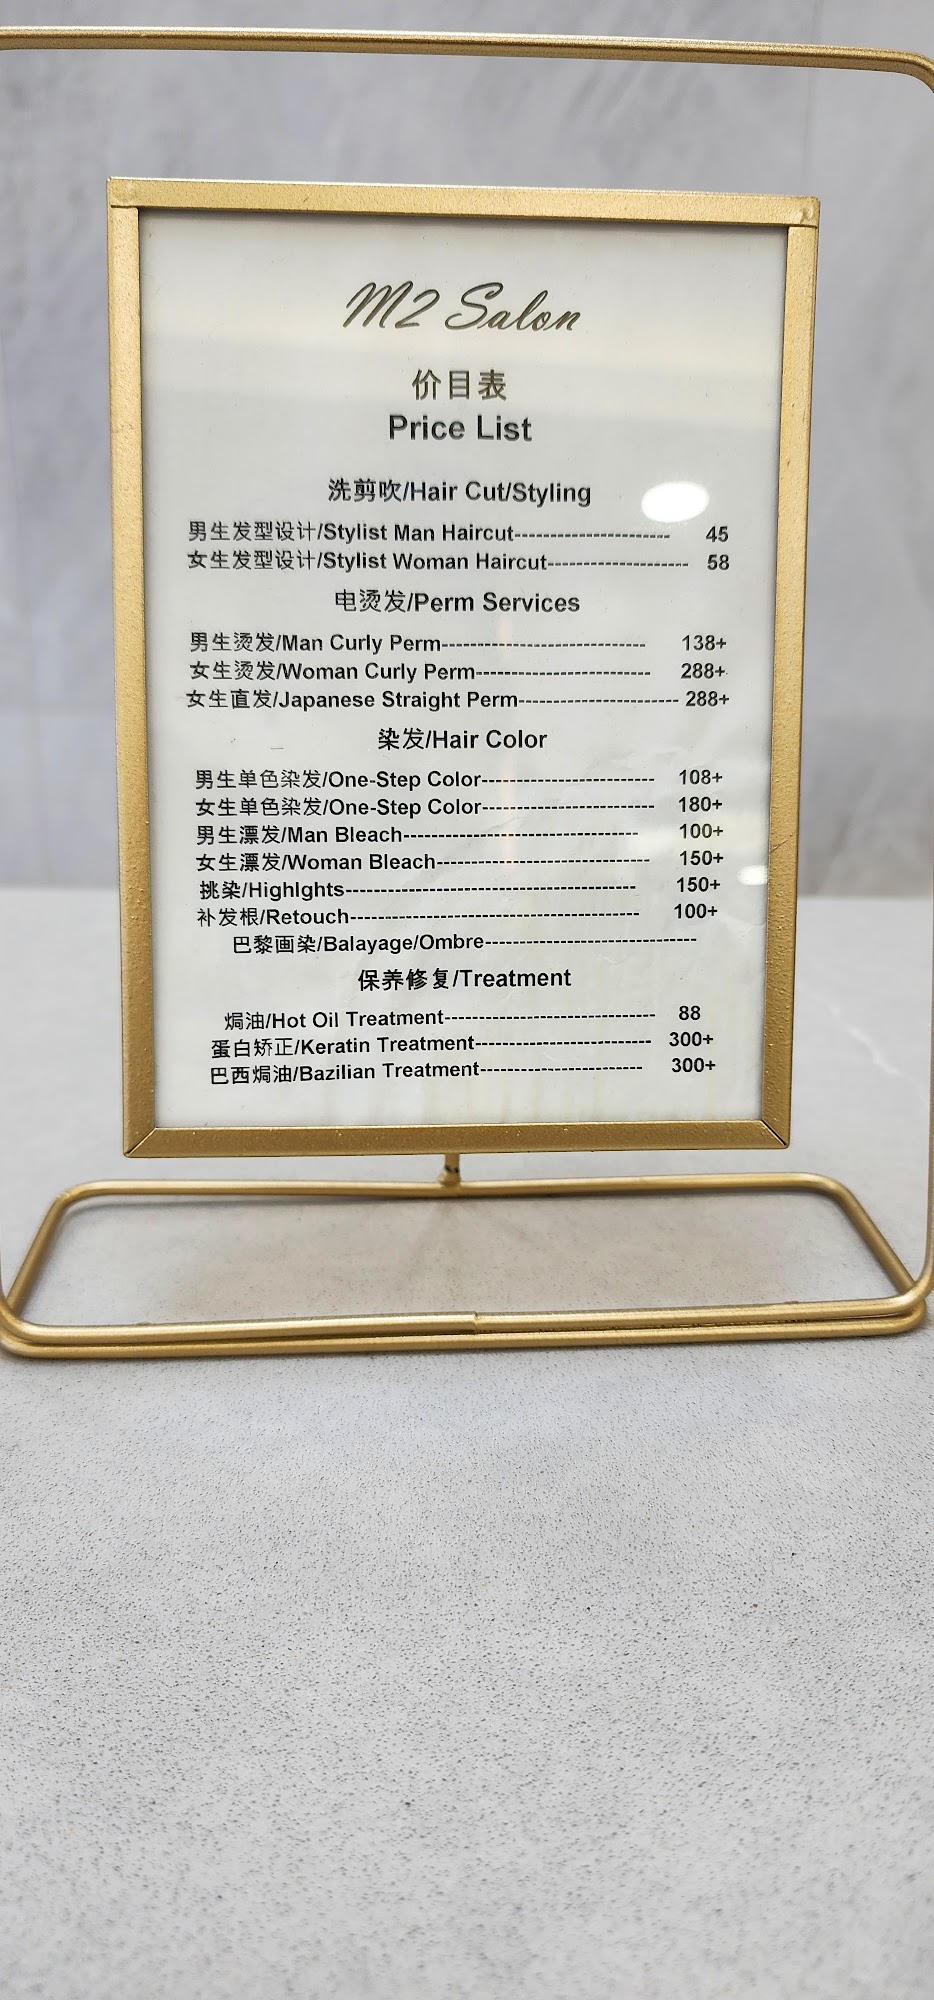 M2 Salon
价目表
Price List
洗剪吹/Hair Cut/Styling
男生发型设计/Stylist Man Haircut---------------------- 45
女生发型设计/Stylist Woman Haircut-------------------- 58
电烫发/Perm Services
男生烫发/Man Curly Perm----------------------------- 138+
女生烫发/Woman Curly Perm------------------------- 288+
女生直发/Japanese Straight Perm----------------------- 288+
染发/Hair Color
男生单色染发/One-Step Color------------------------- 108+
女生单色染发/One-Step Color------------------------- 180+
男生漂发/Man Bleach---------------------------------- 100+
女生漂发/Woman Bleach------------------------------- 150+
挑染/Highlghts------------------------------------------ 150+
补发根/Retouch----------------------------------------- 100+
巴黎画染/Balayage/Ombre------------------------------
保养修复/Treatment
焗油/Hot Oil Treatment------------------------------ 88
蛋白矫正/Keratin Treatment------------------------- 300+
巴西焗油/Bazilian Treatment----------------------- 300+